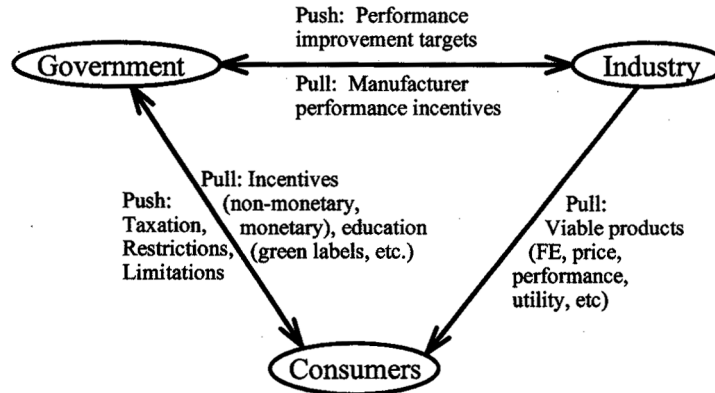 Push: Performance
improvement targets
Government
Industry
Pull: Manufacturer
performance incentives
Push:
Taxation,
Restrictions,
Limitations
Pull: Incentives
(non-monetary,
monetary), education
(green labels, etc.)
Pull:
Viable products
(FE, price,
performance,
utility, etc)
Consumers